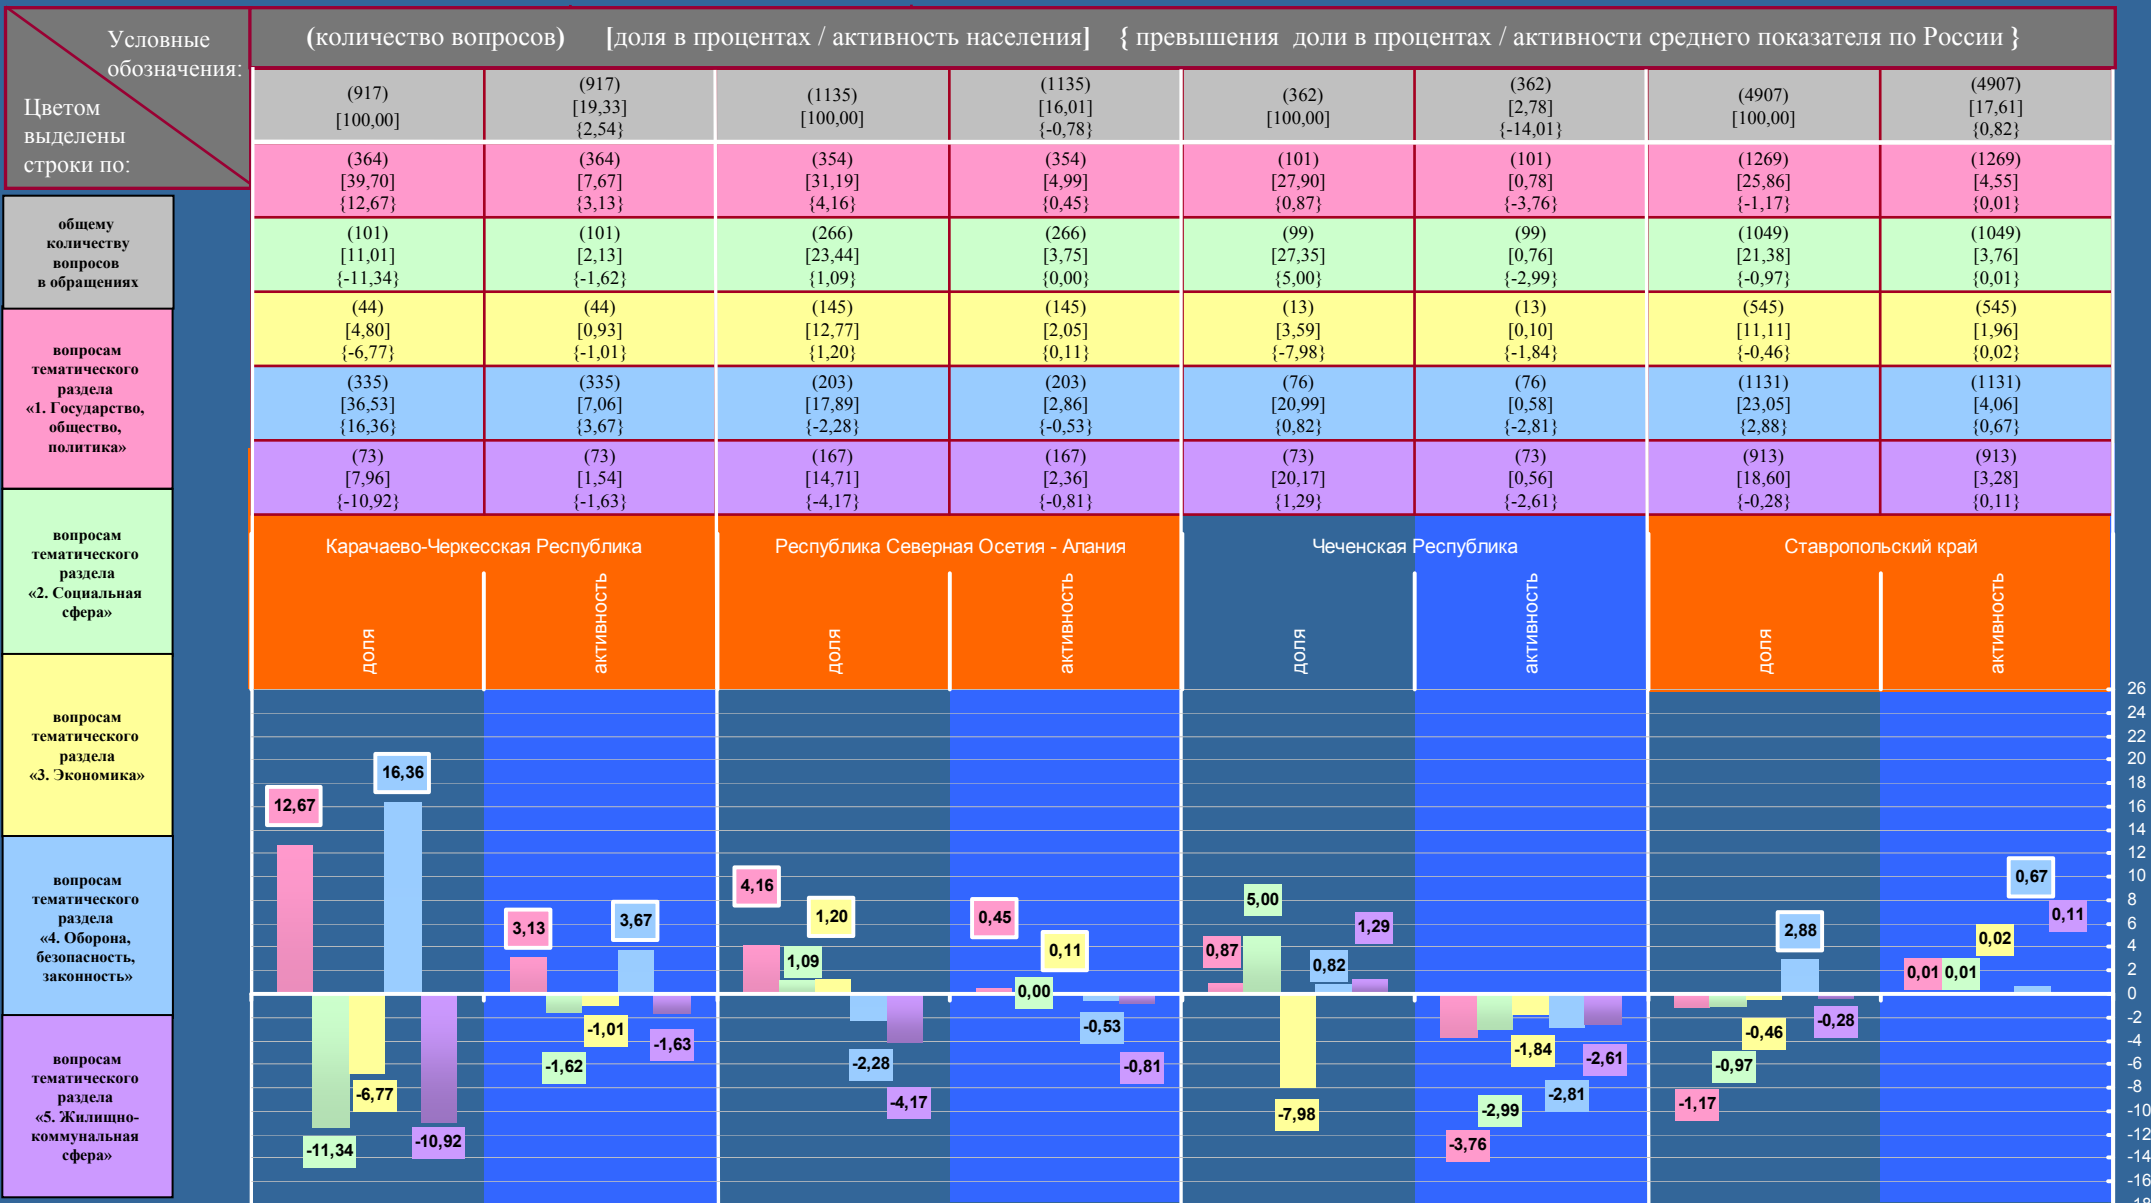 Условные
обозначения:
Цветом
выделены
строки по:
(количество вопросов) [доля в процентах / активность населения] { превышения доли в процентах / активности среднего показателя по России }
(917) (917) (1135) (1135) (362) (362) (4907) (4907)
[100,00] [19,33] [100,00] [16,01] [100,00] [2,78] [100,00] [17,61]
{2,54} {-0,78} {-14,01} {0,82}
(364) (364) (354) (354) (101) (101) (1269) (1269)
[39,70] [7,67] [31,19] [4,99] [27,90] [0,78] [25,86] [4,55]
{12,67} {3,13} {4,16} {0,45} {0,87} {-3,76} {-1,17} {0,01}
(101) (101) (266) (266) (99) (99) (1049) (1049)
[11,01] [2,13] [23,44] [3,75] [27,35] [0,76] [21,38] [3,76]
{-11,34} {-1,62} {1,09} {0,00} {5,00} {-2,99} {-0,97} {0,01}
(44) (44) (145) (145) (13) (13) (545) (545)
[4,80] [0,93] [12,77] [2,05] [3,59] [0,10] [11,11] [1,96]
{-6,77} {-1,01} {1,20} {0,11} {-7,98} {-1,84} {-0,46} {0,02}
(335) (335) (203) (203) (76) (76) (1131) (1131)
[36,53] [7,06] [17,89] [2,86] [20,99] [0,58] [23,05] [4,06]
{16,36} {3,67} {-2,28} {-0,53} {0,82} {-2,81} {2,88} {0,67}
(73) (73) (167) (167) (73) (73) (913) (913)
[7,96] [1,54] [14,71] [2,36] [20,17] [0,56] [18,60] [3,28]
{-10,92} {-1,63} {-4,17} {-0,81} {1,29} {-2,61} {-0,28} {0,11}
общему
количеству
вопросов
в обращениях
вопросам
тематического
раздела
«1. Государство,
общество,
политика»
вопросам
тематического
раздела
«2. Социальная
сфера»
вопросам
тематического
раздела
«3. Экономика»
вопросам
тематического
раздела
«4. Оборона,
безопасность,
законность»
вопросам
тематического
раздела
«5. Жилищно-
коммунальная
сфера»
Карачаево-Черкесская Республика
Республика Северная Осетия - Алания
Чеченская Республика
Ставропольский край
доля
активность
доля
активность
доля
активность
доля
активность
12,67
-11,34
-6,77
16,36
-10,92
3,13
-1,62
-1,01
3,67
-1,63
4,16
1,09
1,20
-2,28
-4,17
0,45
0,00
0,11
-0,53
-0,81
0,87
5,00
-7,98
0,82
1,29
-3,76
-2,99
-1,84
-2,81
-2,61
-1,17
-0,97
-0,46
2,88
-0,28
0,01
0,01
0,02
0,67
0,11
26
24
22
20
18
16
14
12
10
8
6
4
2
0
-2
-4
-6
-8
-10
-12
-14
-16
-18